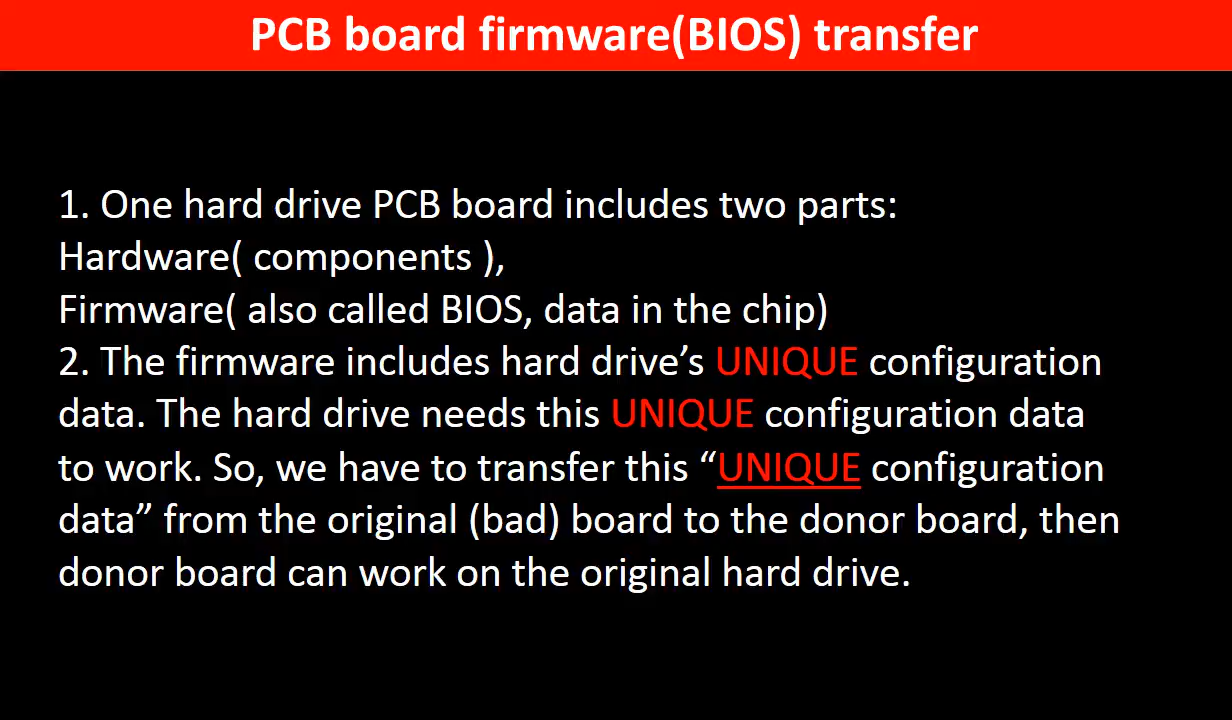 PCB board firmware(BIOS) transfer
1. One hard drive PCB board includes two parts:
Hardware( components ),
Firmware( also called BIOS, data in the chip)
2. The firmware includes hard drive’s UNIQUE configuration
data. The hard drive needs this UNIQUE configuration data
to work. So, we have to transfer this “UNIQUE configuration
data” from the original (bad) board to the donor board, then
donor board can work on the original hard drive.